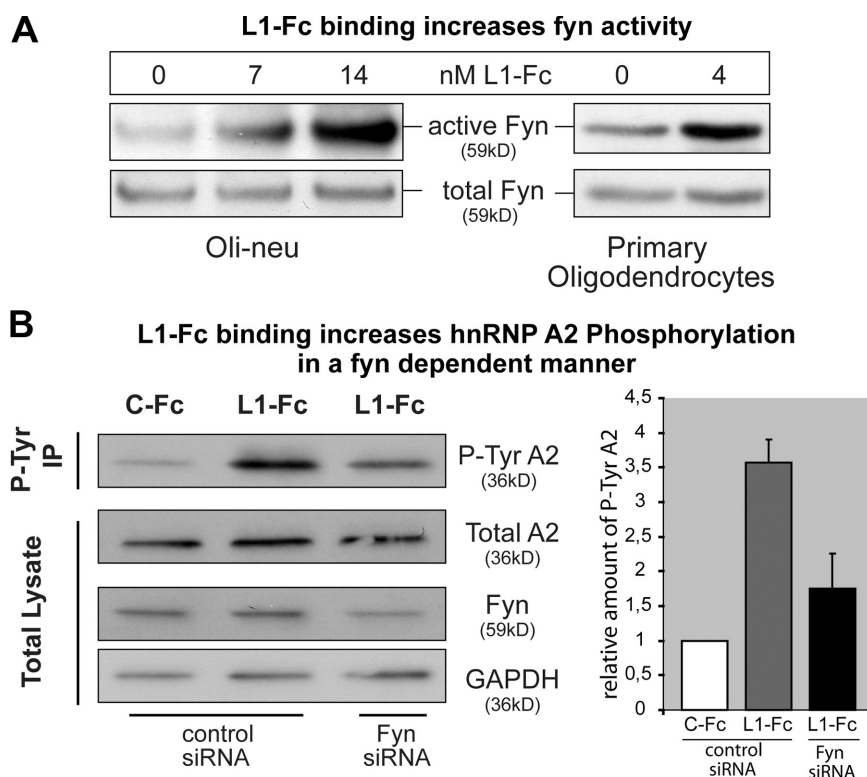 A
L1-Fc binding increases fyn activity
0 7 14 nM L1-Fc 0 4
active Fyn
(59kD)
total Fyn
(59kD)
Oli-neu
Primary
Oligodendrocytes
B
L1-Fc binding increases hnRNP A2 Phosphorylation
in a fyn dependent manner
C-Fc L1-Fc L1-Fc
P-Tyr
IP
P-Tyr A2
(36kD)
Total Lysate
Total A2
(36kD)
Fyn
(59kD)
GAPDH
(36kD)
control
siRNA
Fyn
siRNA
relative amount of P-Tyr A2
4,5
4
3,5
3
2,5
2
1,5
1
0,5
0
C-Fc L1-Fc L1-Fc
control
siRNA
Fyn
siRNA